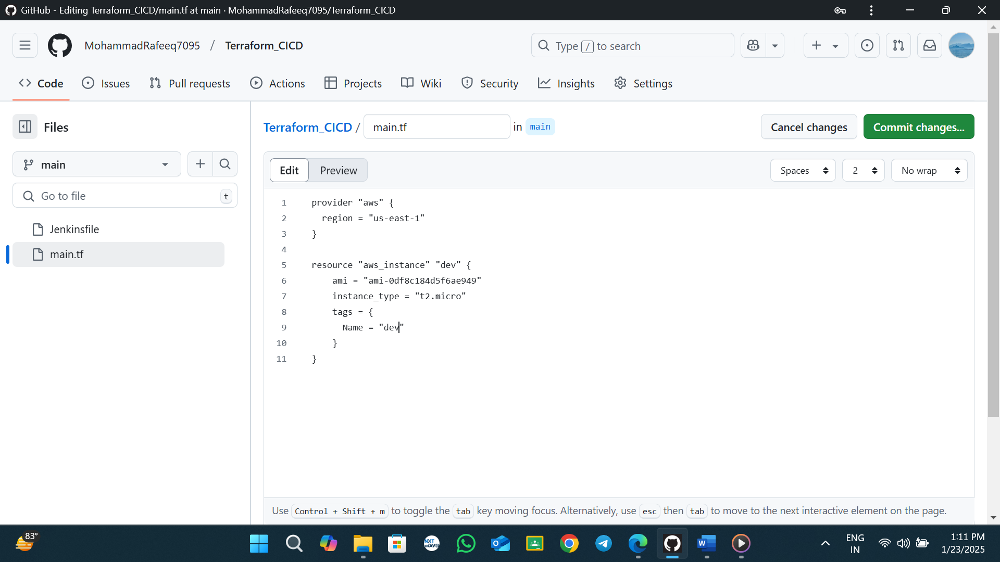 GitHub - Editing Terraform_CICD/main.tf at main · MohammadRafeeq7095/Terraform_CICD
MohammadRafeeq7095 / Terraform_CICD
Type / to search
Code Issues Pull requests Actions Projects Wiki Security Insights Settings
Files
Terraform_CICD / main.tf in main
Cancel changes Commit changes...
main
Edit Preview
Spaces 2 No wrap
Go to file t
Jenkinsfile
main.tf
1 provider "aws" {
2 region = "us-east-1"
3 }
4
5 resource "aws_instance" "dev" {
6 ami = "ami-0df8c184d5f6ae949"
7 instance_type = "t2.micro"
8 tags = {
9 Name = "dev"
10 }
11 }
Use Control + Shift + m to toggle the tab key moving focus. Alternatively, use esc then tab to move to the next interactive element on the page.
83°
NXT
WAVE
ENG
IN
1:11 PM
1/23/2025